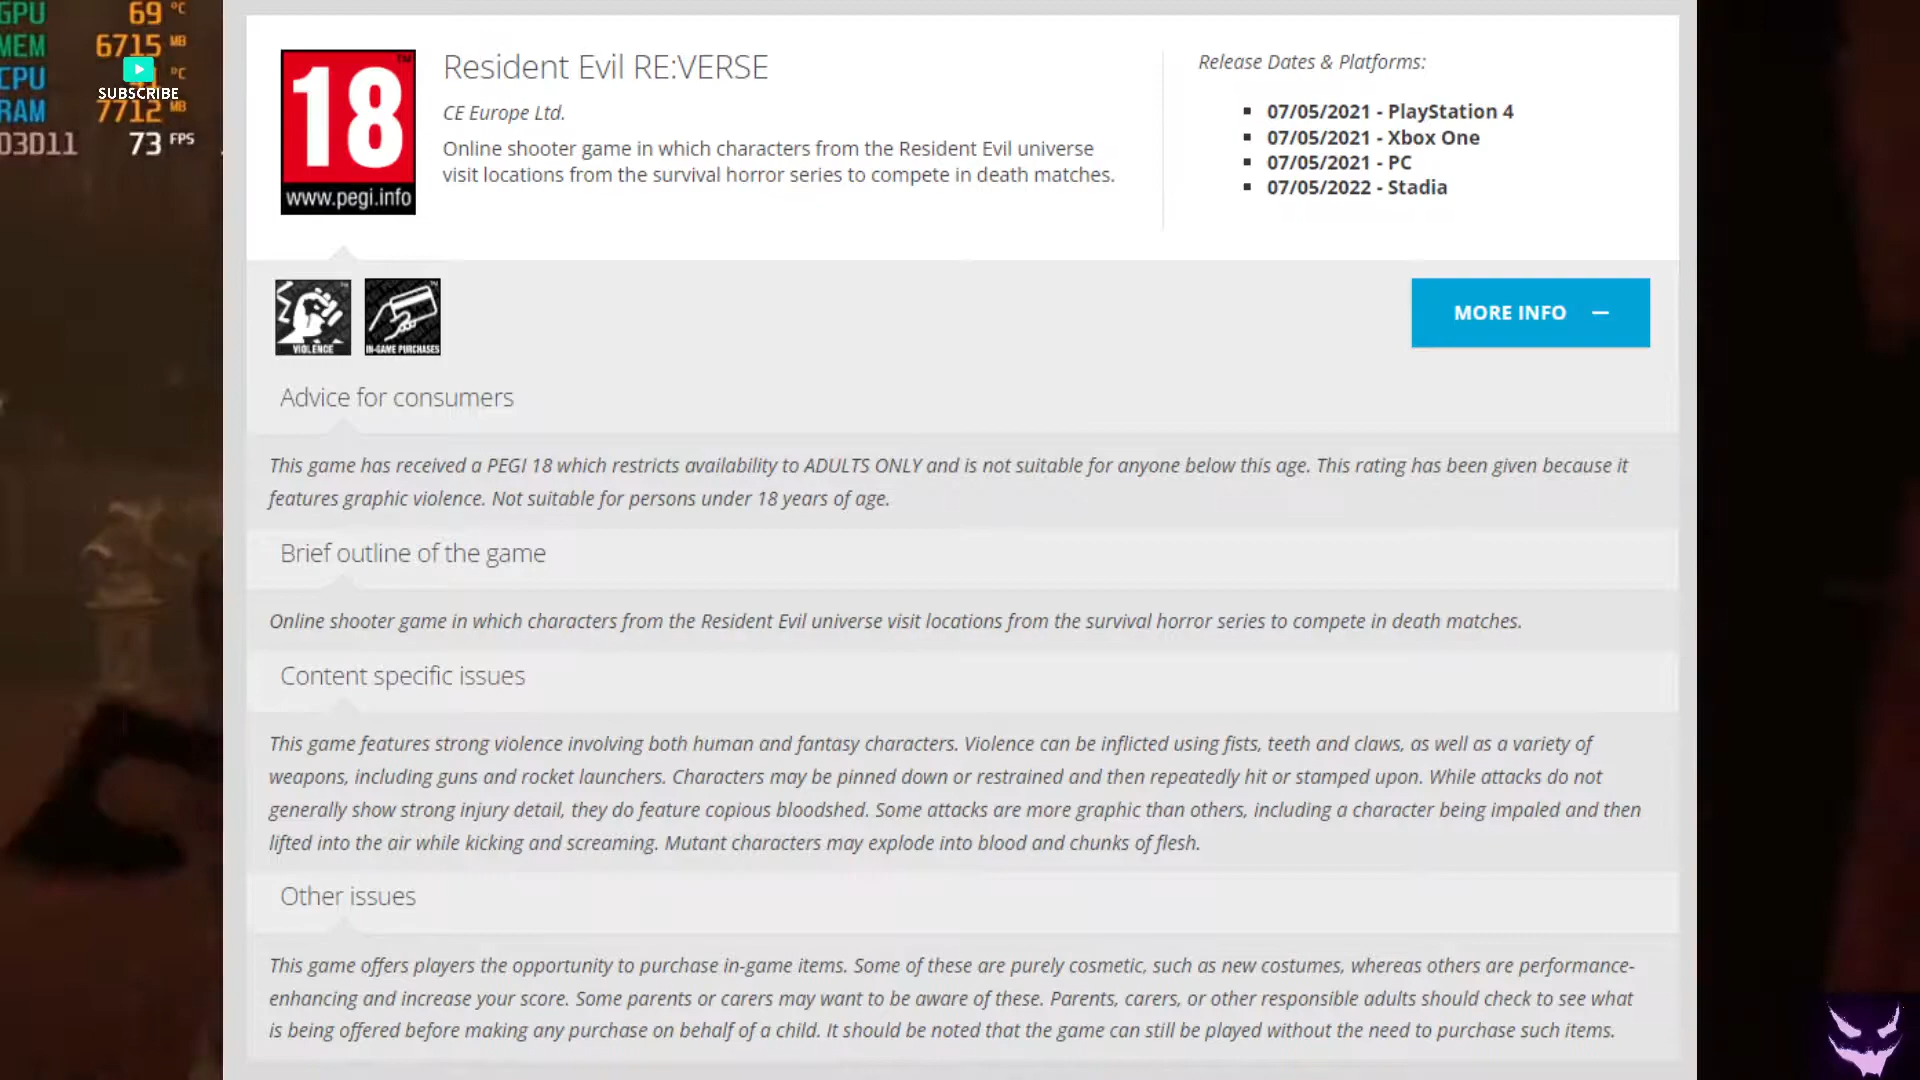 GPU 69 °C
MEM 6715 MB
CPU °C
RAM 7712 MB
D3D11 73 FPS
SUBSCRIBE
18
www.pegi.info
Resident Evil RE:VERSE
CE Europe Ltd.
Online shooter game in which characters from the Resident Evil universe
visit locations from the survival horror series to compete in death matches.
Release Dates & Platforms:
07/05/2021 - PlayStation 4
07/05/2021 - Xbox One
07/05/2021 - PC
07/05/2022 - Stadia
VIOLENCE
IN-GAME PURCHASES
MORE INFO
Advice for consumers
This game has received a PEGI 18 which restricts availability to ADULTS ONLY and is not suitable for anyone below this age. This rating has been given because it
features graphic violence. Not suitable for persons under 18 years of age.
Brief outline of the game
Online shooter game in which characters from the Resident Evil universe visit locations from the survival horror series to compete in death matches.
Content specific issues
This game features strong violence involving both human and fantasy characters. Violence can be inflicted using fists, teeth and claws, as well as a variety of
weapons, including guns and rocket launchers. Characters may be pinned down or restrained and then repeatedly hit or stamped upon. While attacks do not
generally show strong injury detail, they do feature copious bloodshed. Some attacks are more graphic than others, including a character being impaled and then
lifted into the air while kicking and screaming. Mutant characters may explode into blood and chunks of flesh.
Other issues
This game offers players the opportunity to purchase in-game items. Some of these are purely cosmetic, such as new costumes, whereas others are performance-
enhancing and increase your score. Some parents or carers may want to be aware of these. Parents, carers, or other responsible adults should check to see what
is being offered before making any purchase on behalf of a child. It should be noted that the game can still be played without the need to purchase such items.